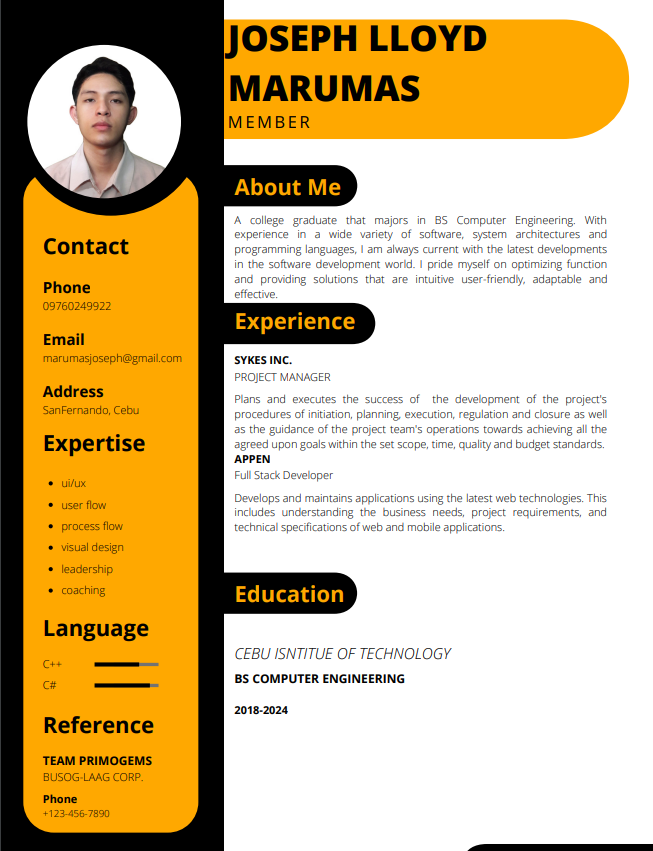 JOSEPH LLOYD
MARUMAS
MEMBER
Contact
Phone
09760249922
Email
marumasjoseph@gmail.com
Address
SanFernando, Cebu
Expertise
ui/ux
user flow
process flow
visual design
leadership
coaching
Language
C++
C#
Reference
TEAM PRIMOGEMS
BUSOG-LAAG CORP.
Phone
+123-456-7890
About Me
A college graduate that majors in BS Computer Engineering. With
experience in a wide variety of software, system architectures and
programming languages, I am always current with the latest developments
in the software development world. I pride myself on optimizing function
and providing solutions that are intuitive user-friendly, adaptable and
effective.
Experience
SYKES INC.
PROJECT MANAGER
Plans and executes the success of the development of the project's
procedures of initiation, planning, execution, regulation and closure as well
as the guidance of the project team's operations towards achieving all the
agreed upon goals within the set scope, time, quality and budget standards.
APPEN
Full Stack Developer
Develops and maintains applications using the latest web technologies. This
includes understanding the business needs, project requirements, and
technical specifications of web and mobile applications.
Education
CEBU ISNTITUE OF TECHNOLOGY
BS COMPUTER ENGINEERING
2018-2024